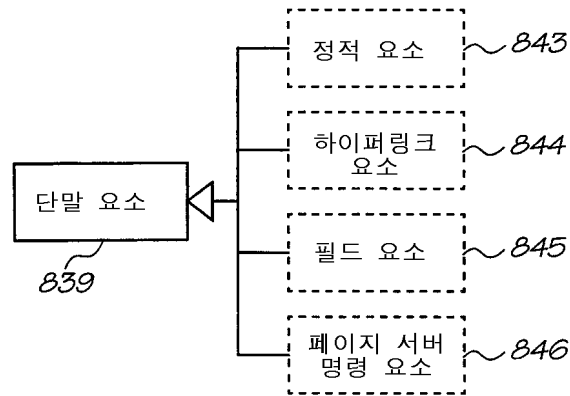 정적 요소
843
하이퍼링크
요소
844
단말 요소
839
필드 요소
845
페이지 서버
명령 요소
846